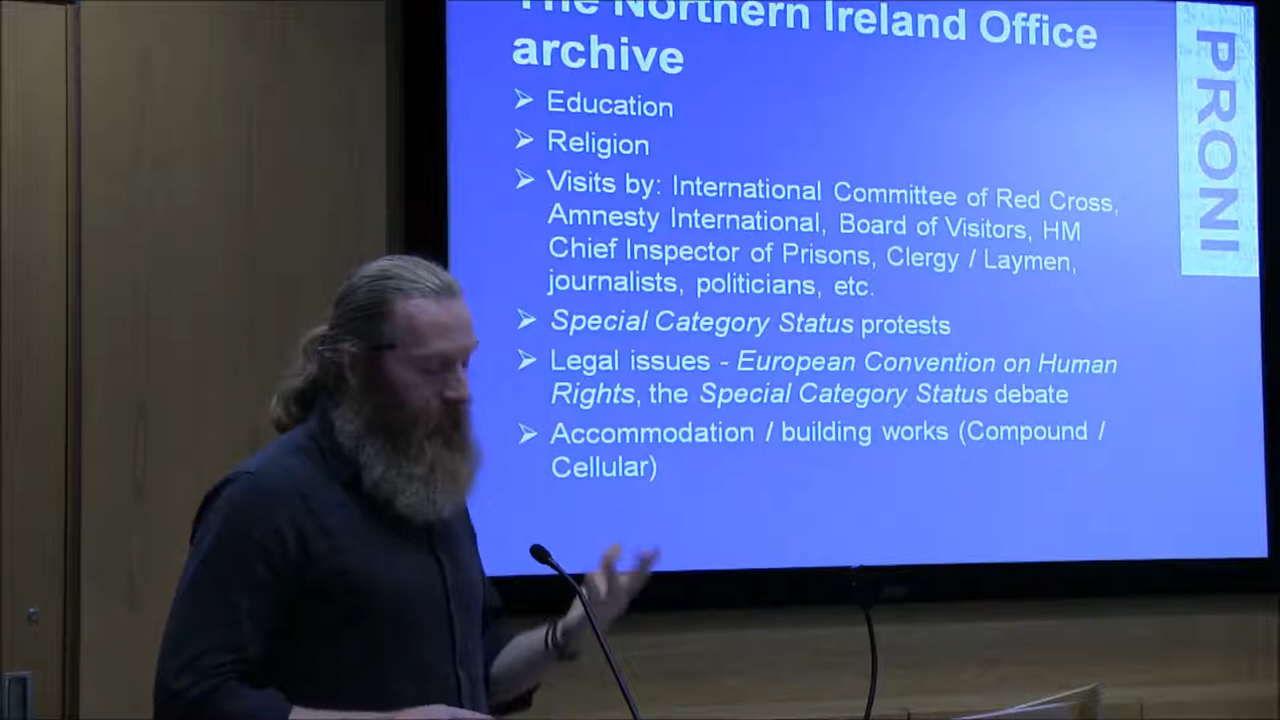 The Northern Ireland Office
archive
➢ Education
➢ Religion
➢ Visits by: International Committee of Red Cross,
Amnesty International, Board of Visitors, HM
Chief Inspector of Prisons, Clergy / Laymen,
journalists, politicians, etc.
➢ Special Category Status protests
➢ Legal issues - European Convention on Human
Rights, the Special Category Status debate
➢ Accommodation / building works (Compound /
Cellular)
PRONI